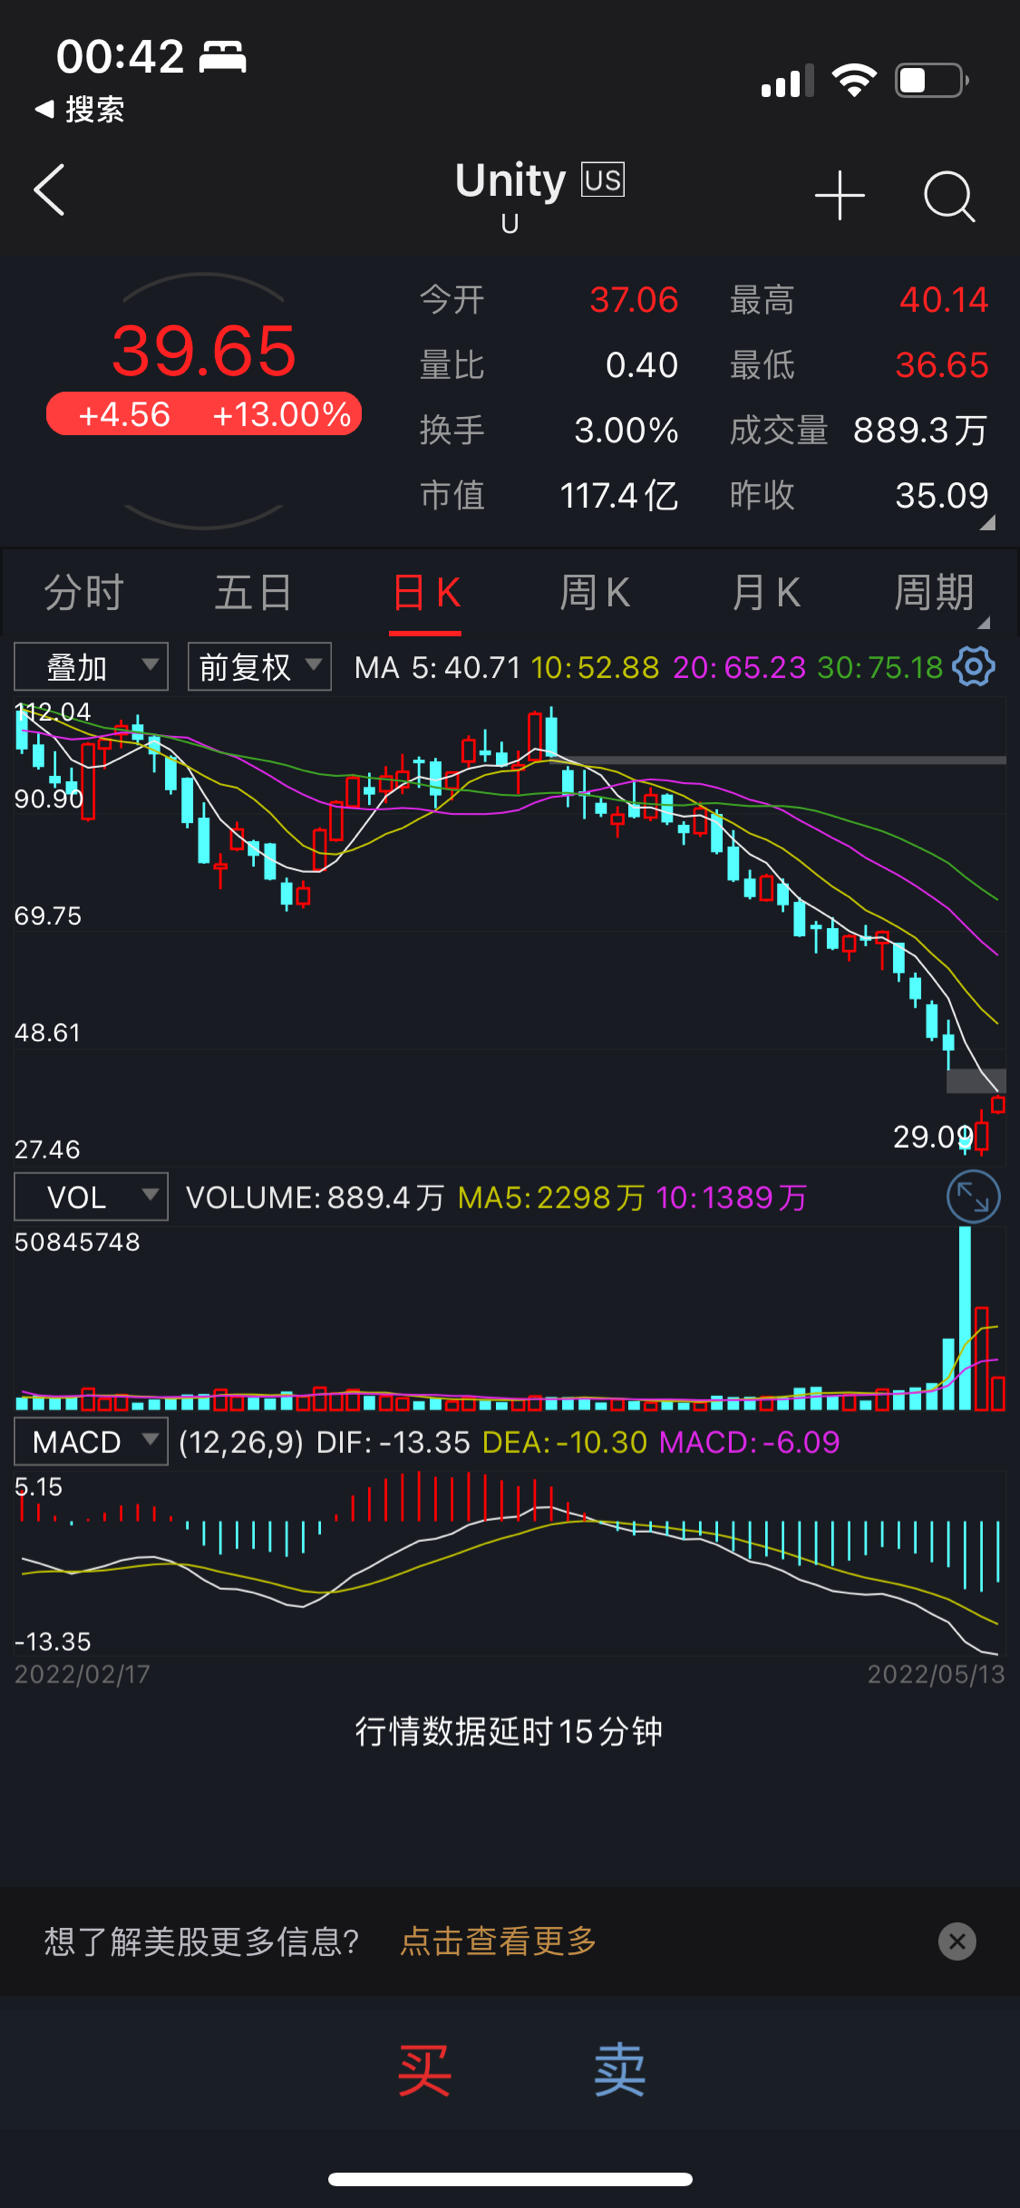 00:42
搜索
Unity US
U
39.65
+4.56 +13.00%
今开 37.06 最高 40.14
量比 0.40 最低 36.65
换手 3.00% 成交量 889.3万
市值 117.4亿 昨收 35.09
分时 五日 日K 周K 月K 周期
叠加 前复权 MA 5:40.71 10:52.88 20:65.23 30:75.18
112.04
90.90
69.75
48.61
29.09
27.46
VOL VOLUME:889.4万 MA5:2298万 10:1389万
50845748
MACD (12,26,9) DIF:-13.35 DEA:-10.30 MACD:-6.09
5.15
-13.35
2022/02/17 2022/05/13
行情数据延时15分钟
想了解美股更多信息? 点击查看更多
买 卖